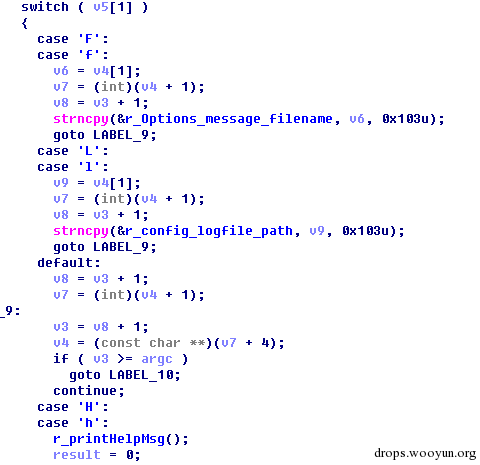 switch ( v5[1] )
{
case 'F':
case 'f':
v6 = v4[1];
v7 = (int)(v4 + 1);
v8 = v3 + 1;
strncpy(&r_Options_message_filename, v6, 0x103u);
goto LABEL_9;
case 'L':
case 'l':
v9 = v4[1];
v7 = (int)(v4 + 1);
v8 = v3 + 1;
strncpy(&r_config_logfile_path, v9, 0x103u);
goto LABEL_9;
default:
v8 = v3 + 1;
v7 = (int)(v4 + 1);
_9:
v3 = v8 + 1;
v4 = (const char **)(v7 + 4);
if ( v3 >= argc )
goto LABEL_10;
continue;
case 'H':
case 'h':
r_printHelpMsg();
result = 0;
drops.wooyun.org